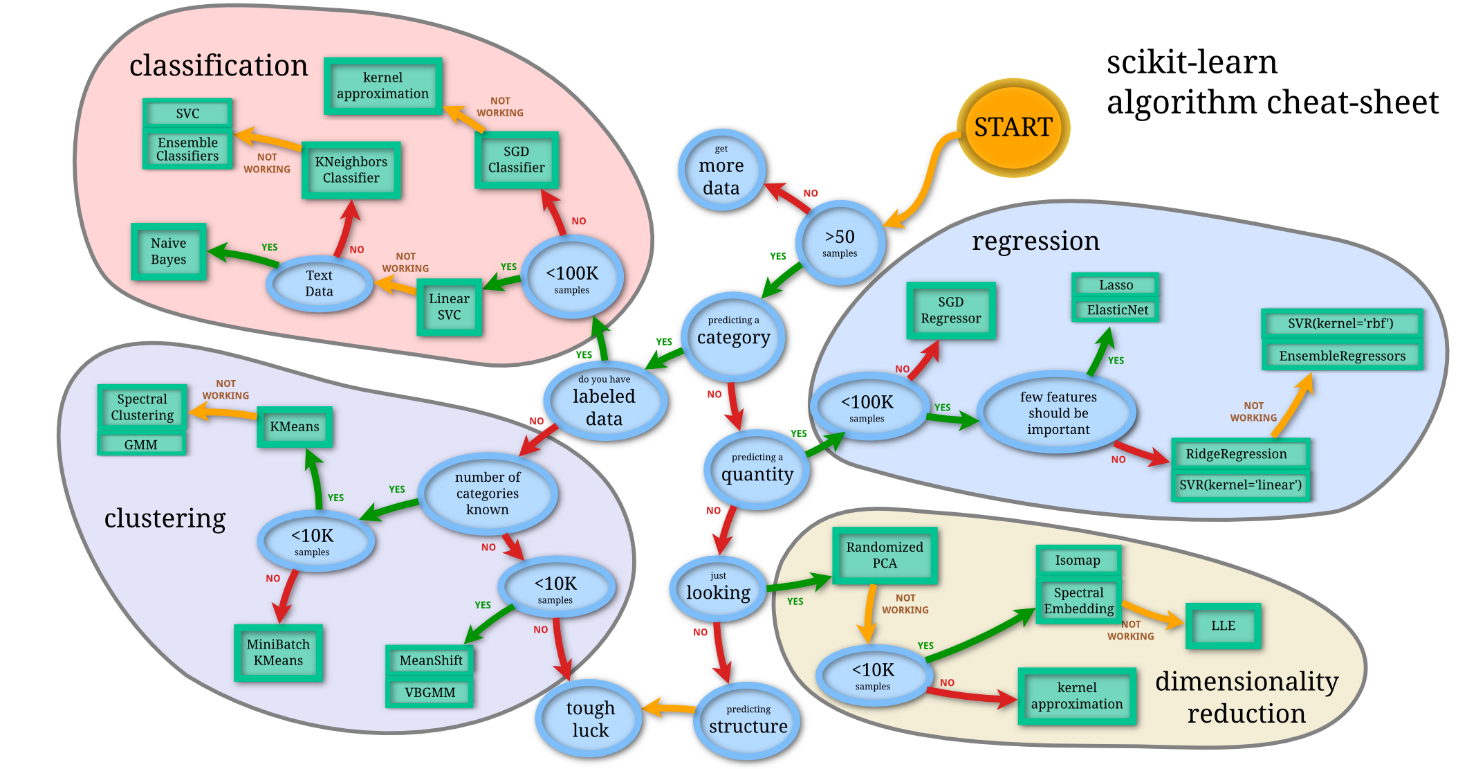 scikit-learn
algorithm cheat-sheet
START
>50
samples
NO
get
more
data
YES
predicting a
category
YES
do you have
labeled
data
YES
NO
NO
predicting a
quantity
YES
NO
just
looking
YES
NO
predicting
structure
tough
luck
classification
<100K
samples
NO
SGD
Classifier
NOT
WORKING
kernel
approximation
YES
Linear
SVC
NOT
WORKING
Text
Data
YES
Naive
Bayes
NO
KNeighbors
Classifier
NOT
WORKING
SVC
Ensemble
Classifiers
clustering
number of
categories
known
YES
<10K
samples
YES
KMeans
NOT
WORKING
Spectral
Clustering
GMM
NO
MiniBatch
KMeans
NO
<10K
samples
YES
MeanShift
VBGMM
NO
regression
<100K
samples
NO
SGD
Regressor
YES
few features
should be
important
YES
Lasso
ElasticNet
NO
RidgeRegression
SVR(kernel='linear')
NOT
WORKING
SVR(kernel='rbf')
EnsembleRegressors
dimensionality
reduction
Randomized
PCA
NOT
WORKING
<10K
samples
YES
Isomap
Spectral
Embedding
NOT
WORKING
LLE
NO
kernel
approximation